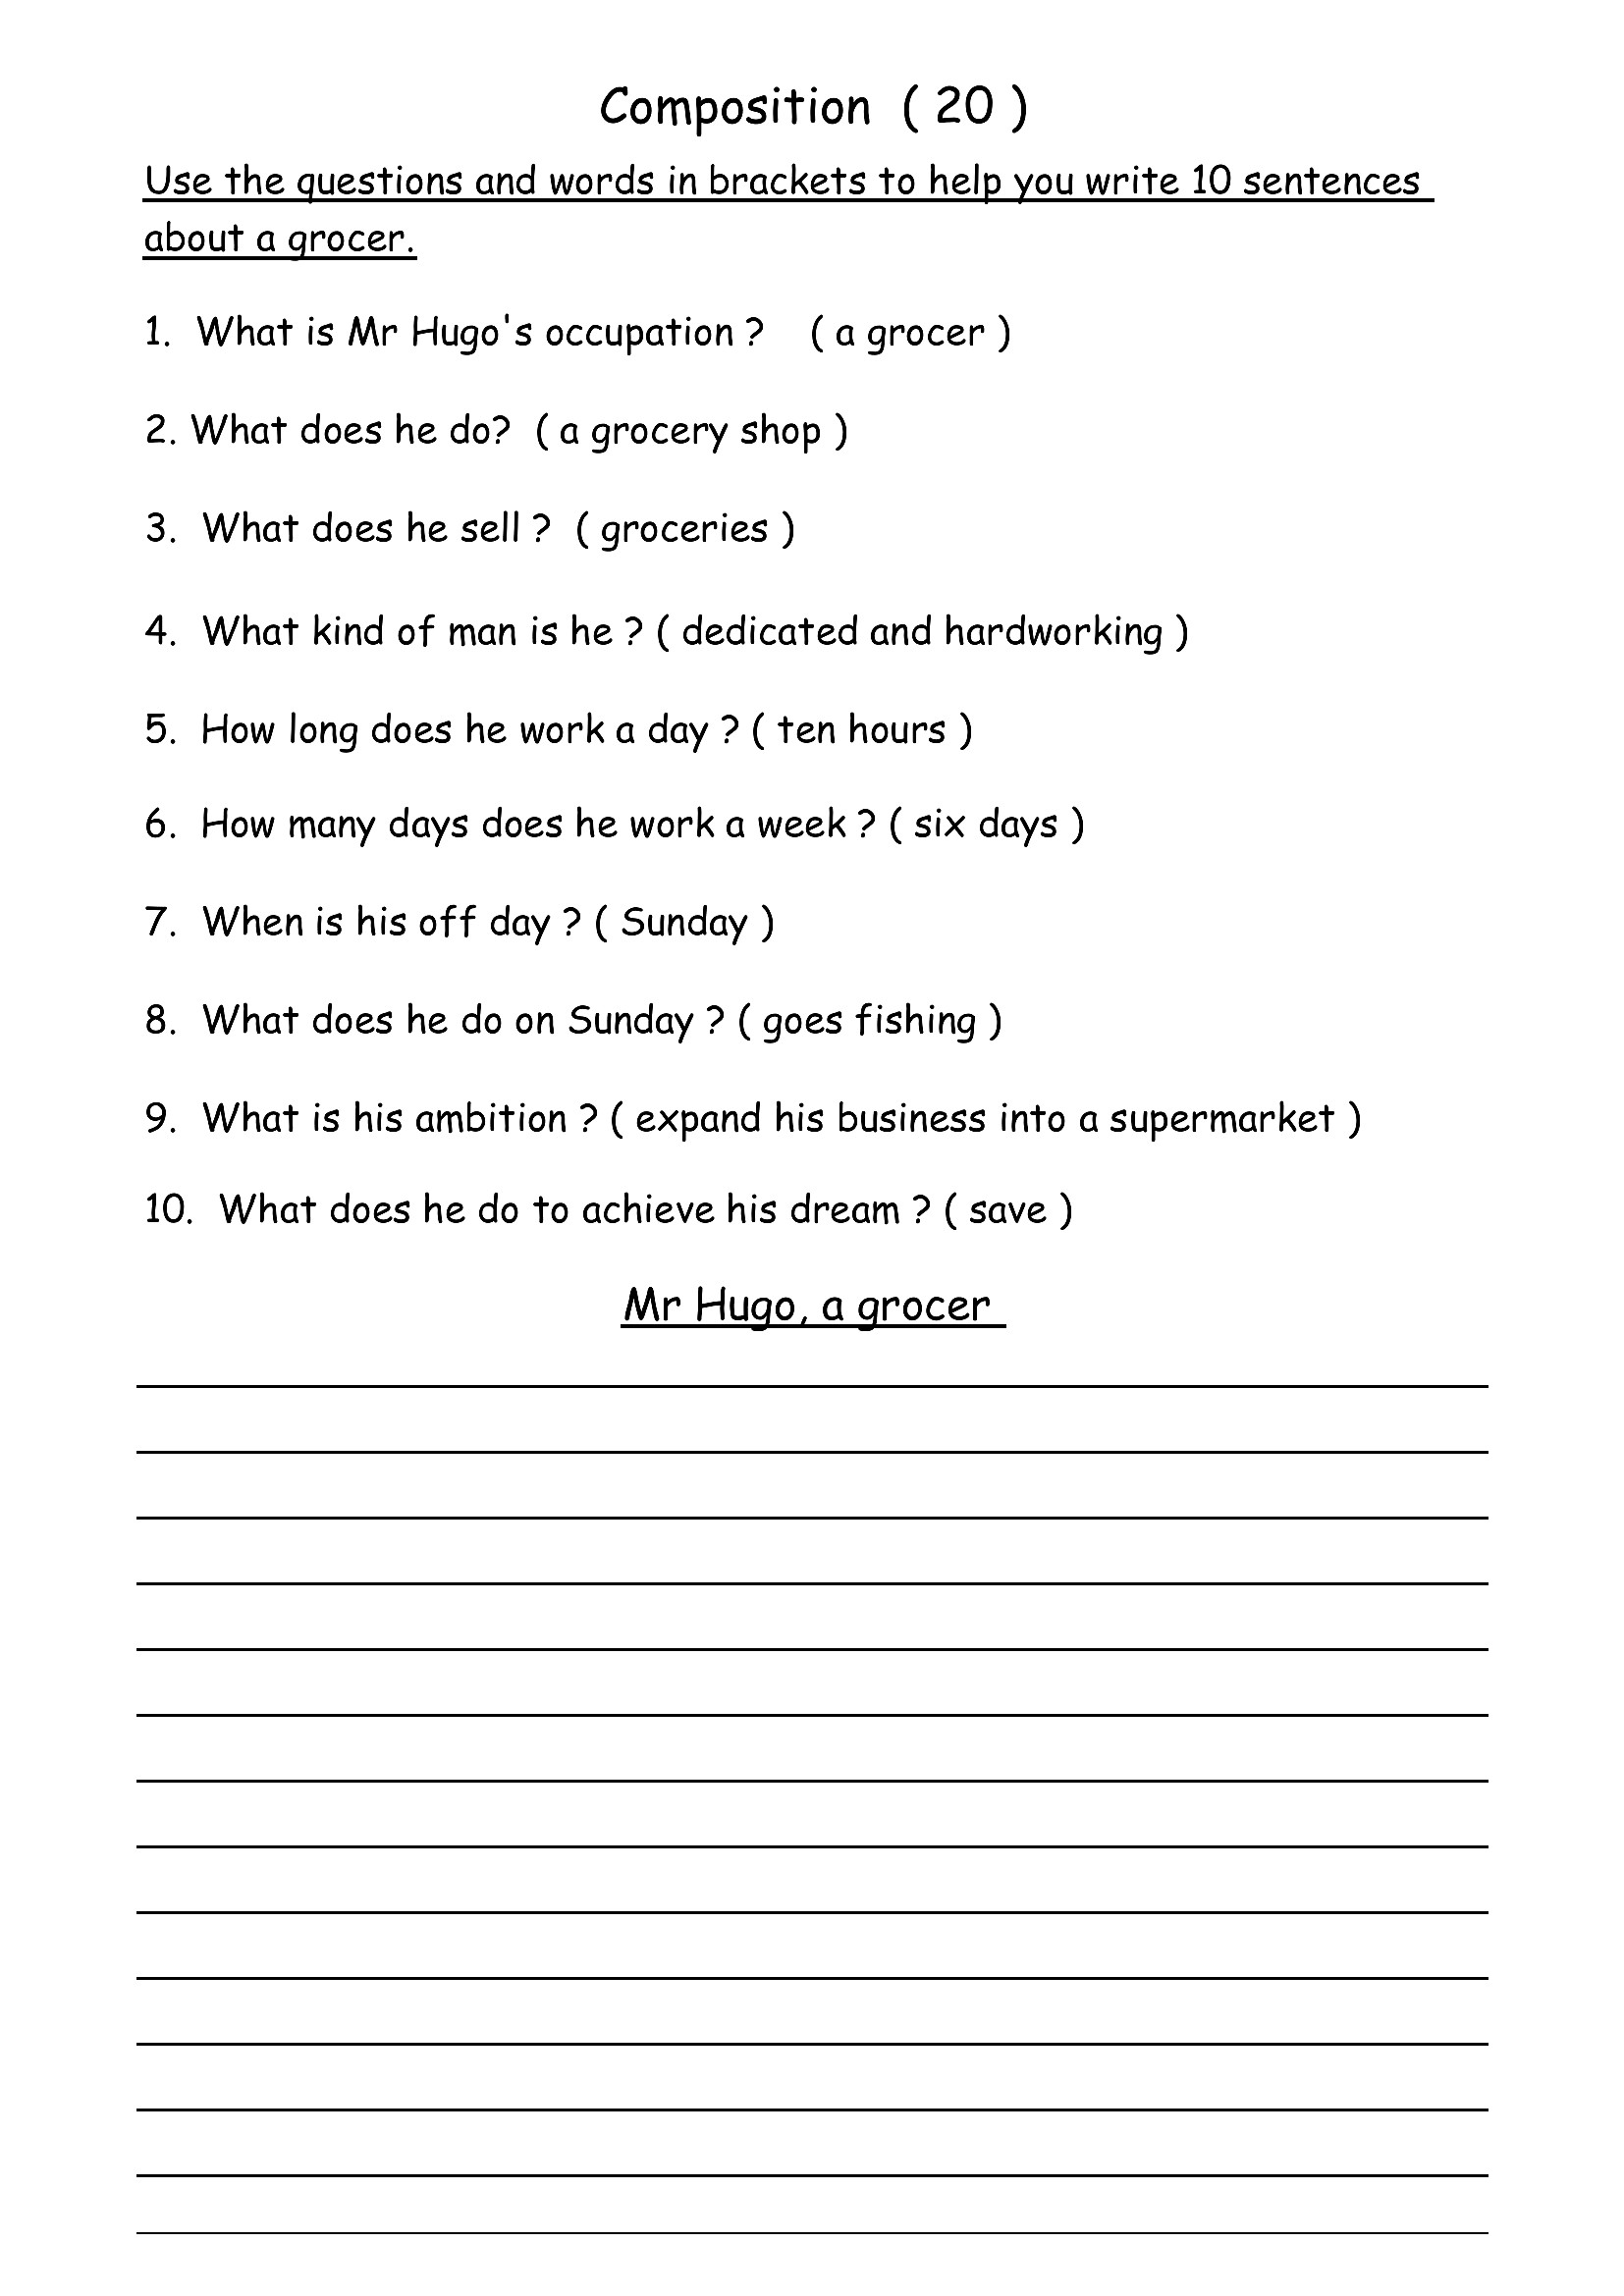 Composition ( 20 )
Use the questions and words in brackets to help you write 10 sentences
about a grocer.
1. What is Mr Hugo's occupation ? ( a grocer )
2. What does he do? ( a grocery shop )
3. What does he sell ? ( groceries )
4. What kind of man is he ? ( dedicated and hardworking )
5. How long does he work a day ? ( ten hours )
6. How many days does he work a week ? ( six days )
7. When is his off day ? ( Sunday )
8. What does he do on Sunday ? ( goes fishing )
9. What is his ambition ? ( expand his business into a supermarket )
10. What does he do to achieve his dream ? ( save )
Mr Hugo, a grocer